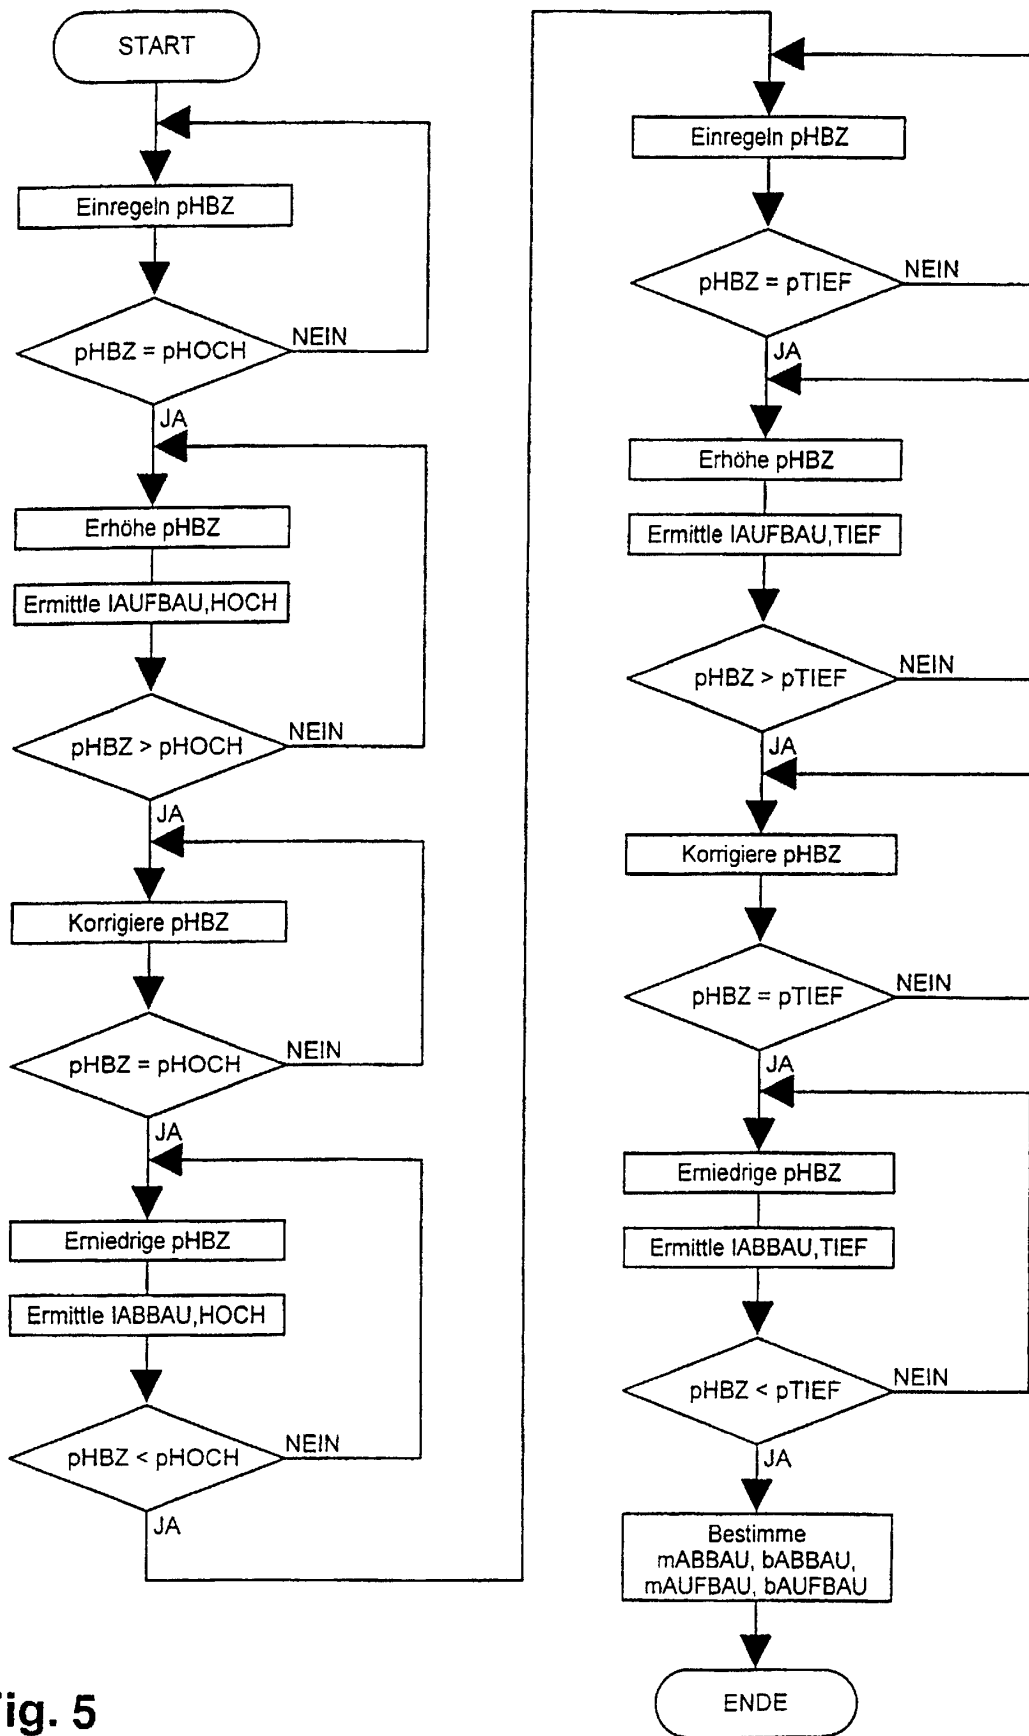 START
Einregeln pHBZ
pHBZ = pHOCH
NEIN
JA
Erhöhe pHBZ
Ermittle IAUFBAU,HOCH
pHBZ > pHOCH
NEIN
JA
Korrigiere pHBZ
pHBZ = pHOCH
NEIN
JA
Erniedrige pHBZ
Ermittle IABBAU,HOCH
pHBZ < pHOCH
NEIN
JA
Einregeln pHBZ
pHBZ = pTIEF
NEIN
JA
Erhöhe pHBZ
Ermittle IAUFBAU,TIEF
pHBZ > pTIEF
NEIN
JA
Korrigiere pHBZ
pHBZ = pTIEF
NEIN
JA
Erniedrige pHBZ
Ermittle IABBAU,TIEF
pHBZ < pTIEF
NEIN
JA
Bestimme
mABBAU, bABBAU,
mAUFBAU, bAUFBAU
ENDE
ig. 5